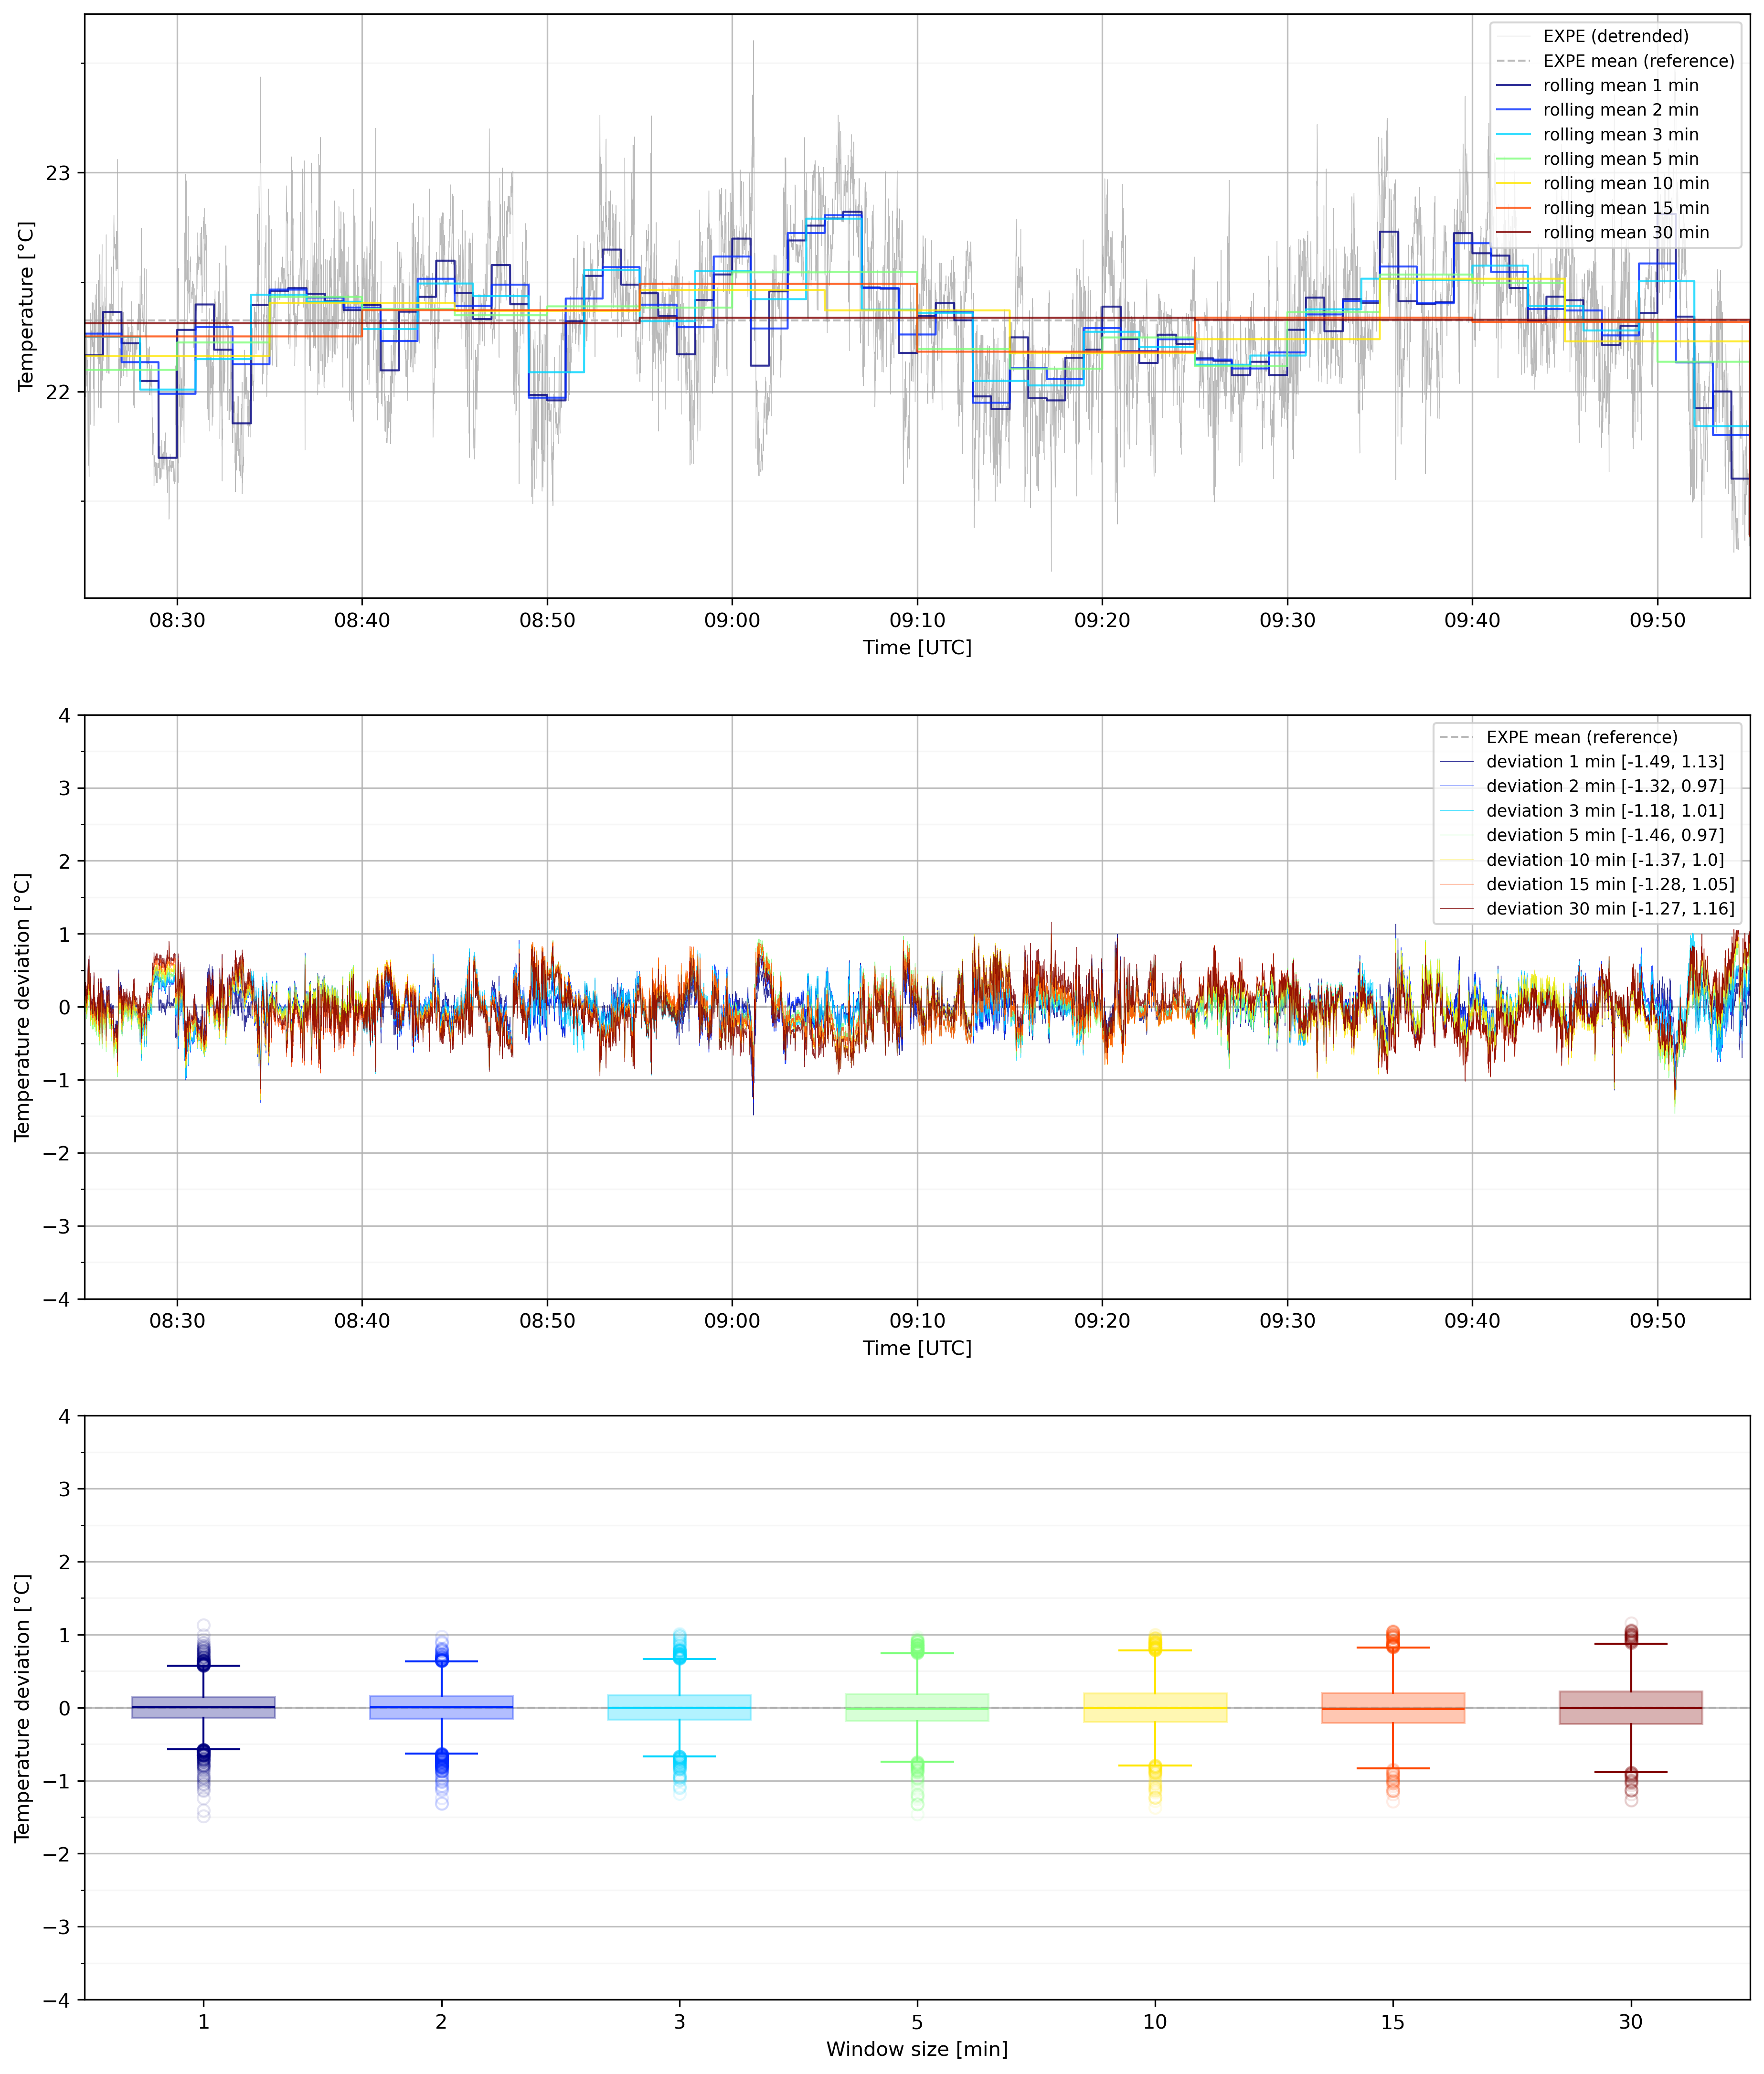 23
22
Temperature [°C]
EXPE (detrended)
EXPE mean (reference)
rolling mean 1 min
rolling mean 2 min
rolling mean 3 min
rolling mean 5 min
rolling mean 10 min
rolling mean 15 min
rolling mean 30 min
08:30 08:40 08:50 09:00 09:10 09:20 09:30 09:40 09:50
Time [UTC]
4
3
2
1
0
−1
−2
−3
−4
Temperature deviation [°C]
EXPE mean (reference)
deviation 1 min [-1.49, 1.13]
deviation 2 min [-1.32, 0.97]
deviation 3 min [-1.18, 1.01]
deviation 5 min [-1.46, 0.97]
deviation 10 min [-1.37, 1.0]
deviation 15 min [-1.28, 1.05]
deviation 30 min [-1.27, 1.16]
08:30 08:40 08:50 09:00 09:10 09:20 09:30 09:40 09:50
Time [UTC]
4
3
2
1
0
−1
−2
−3
−4
Temperature deviation [°C]
1 2 3 5 10 15 30
Window size [min]